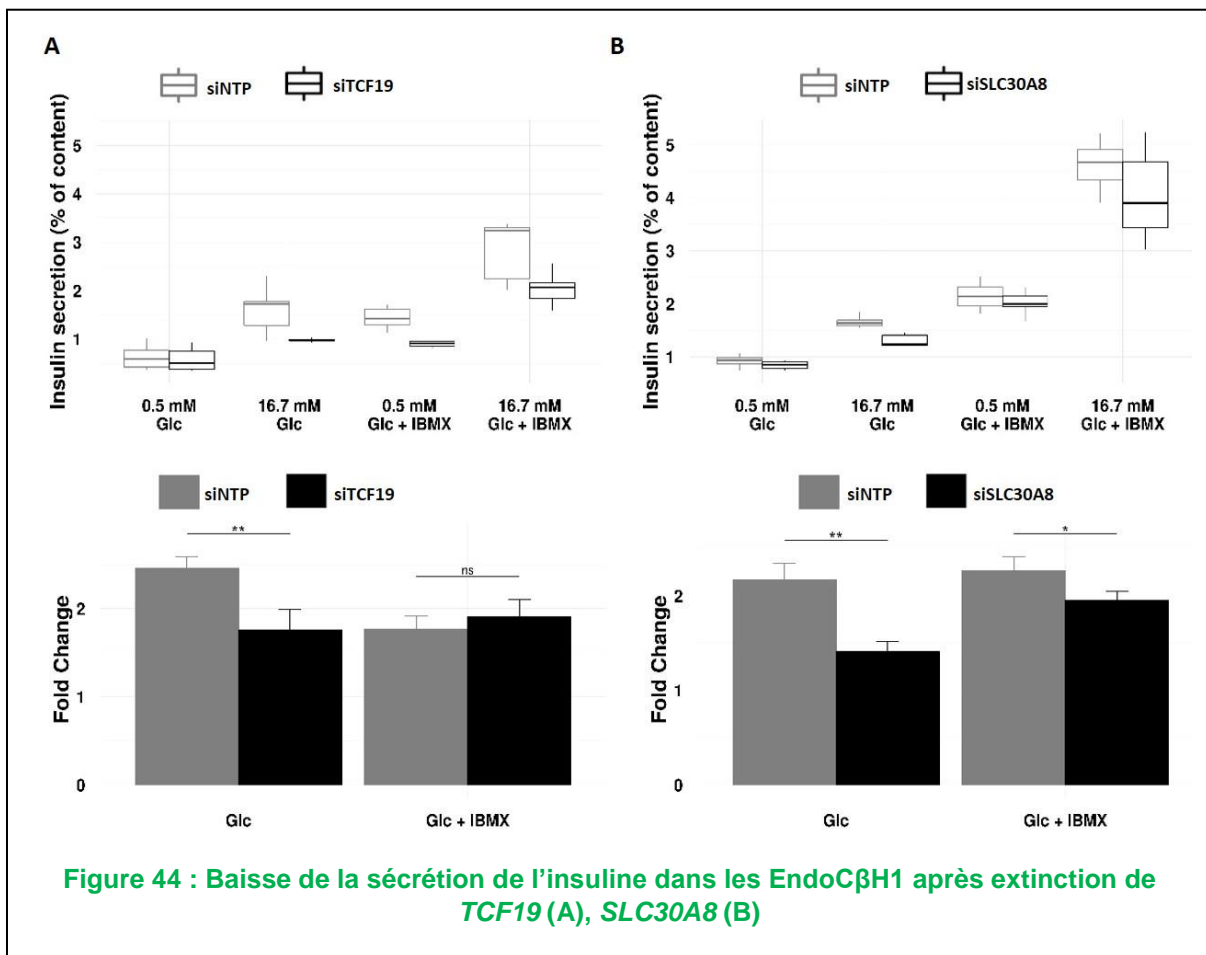 A
siNTP siTCF19
Insulin secretion (% of content)
5
4
3
2
1
0.5 mM
Glc
16.7 mM
Glc
0.5 mM
Glc + IBMX
16.7 mM
Glc + IBMX
B
siNTP siSLC30A8
Insulin secretion (% of content)
5
4
3
2
1
0.5 mM
Glc
16.7 mM
Glc
0.5 mM
Glc + IBMX
16.7 mM
Glc + IBMX
siNTP siTCF19
Fold Change
2
1
0
**
ns
Glc
Glc + IBMX
siNTP siSLC30A8
Fold Change
2
1
0
**
*
Glc
Glc + IBMX
Figure 44 : Baisse de la sécrétion de l’insuline dans les EndoCβH1 après extinction de
TCF19 (A), SLC30A8 (B)